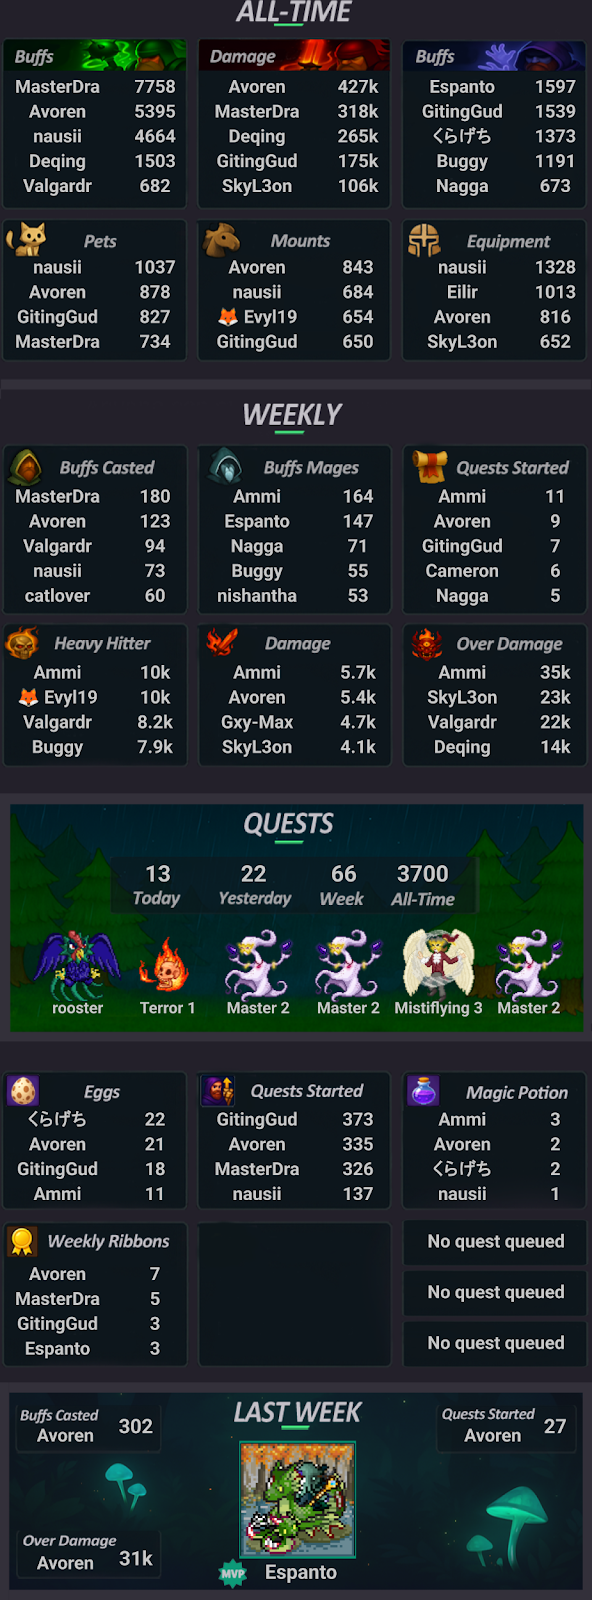 ALL-TIME
Buffs
MasterDra 7758
Avoren 5395
nausii 4664
Deqing 1503
Valgardr 682
Damage
Avoren 427k
MasterDra 318k
Deqing 265k
GitingGud 175k
SkyL3on 106k
Buffs
Espanto 1597
GitingGud 1539
くらげち 1373
Buggy 1191
Nagga 673
Pets
nausii 1037
Avoren 878
GitingGud 827
MasterDra 734
Mounts
Avoren 843
nausii 684
🦊 Evyl19 654
GitingGud 650
Equipment
nausii 1328
Eilir 1013
Avoren 816
SkyL3on 652
WEEKLY
Buffs Casted
MasterDra 180
Avoren 123
Valgardr 94
nausii 73
catlover 60
Buffs Mages
Ammi 164
Espanto 147
Nagga 71
Buggy 55
nishantha 53
Quests Started
Ammi 11
Avoren 9
GitingGud 7
Cameron 6
Nagga 5
Heavy Hitter
Ammi 10k
🦊 Evyl19 10k
Valgardr 8.2k
Buggy 7.9k
Damage
Ammi 5.7k
Avoren 5.4k
Gxy-Max 4.7k
SkyL3on 4.1k
Over Damage
Ammi 35k
SkyL3on 23k
Valgardr 22k
Deqing 14k
QUESTS
13 22 66 3700
Today Yesterday Week All-Time
rooster Terror 1 Master 2 Master 2 Mistiflying 3 Master 2
Eggs
くらげち 22
Avoren 21
GitingGud 18
Ammi 11
Quests Started
GitingGud 373
Avoren 335
MasterDra 326
nausii 137
Magic Potion
Ammi 3
Avoren 2
くらげち 2
nausii 1
Weekly Ribbons
Avoren 7
MasterDra 5
GitingGud 3
Espanto 3
No quest queued
No quest queued
No quest queued
LAST WEEK
Buffs Casted
Avoren 302
Quests Started
Avoren 27
Over Damage
Avoren 31k
MVP Espanto